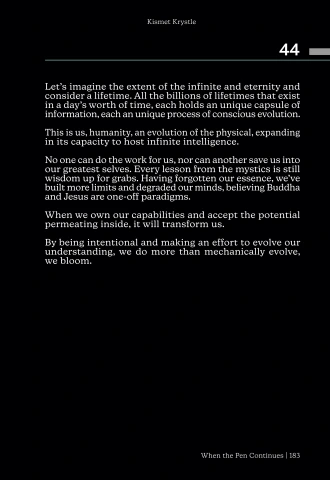 Kismet Krystle
44
Let's imagine the extent of the infinite and eternity and
consider a lifetime. All the billions of lifetimes that exist
in a day's worth of time, each holds an unique capsule of
information, each an unique process of conscious evolution.
This is us, humanity, an evolution of the physical, expanding
in its capacity to host infinite intelligence.
No one can do the work for us, nor can another save us into
our greatest selves. Every lesson from the mystics is still
wisdom up for grabs. Having forgotten our essence, we've
built more limits and degraded our minds, believing Buddha
and Jesus are one-off paradigms.
When we own our capabilities and accept the potential
permeating inside, it will transform us.
By being intentional and making an effort to evolve our
understanding, we do more than mechanically evolve,
we bloom.
When the Pen Continues | 183